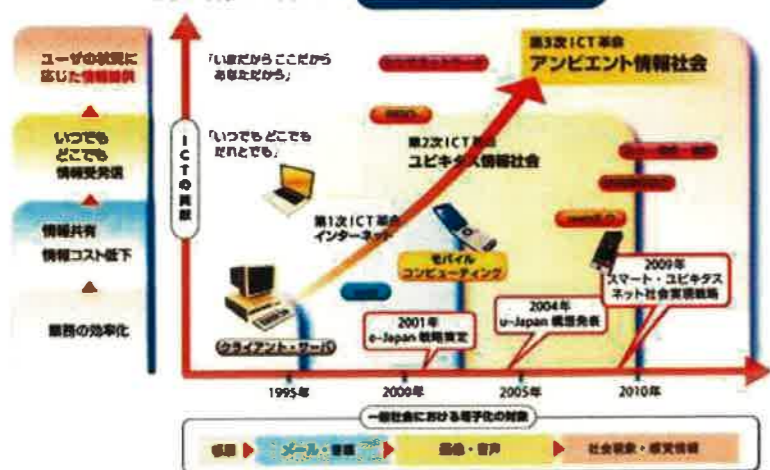 ユーザの状況に
応じた情報提供
いつでも
どこでも
情報受発信
情報共有
情報コスト低下
業務の効率化
ICTの貢献
「いまだから ここだから
あなただから」
「いつでも どこでも
だれとでも」
第3次ICT革命
アンビエント情報社会
第2次ICT革命
ユビキタス情報社会
第1次ICT革命
インターネット
モバイル
コンピューティング
クライアント・サーバ
2001年
e-Japan 戦略策定
2004年
u-Japan 構想発表
2009年
スマート・ユビキタス
ネット社会実現戦略
1995年
2000年
2005年
2010年
一般社会における電子化の対象
帳票
メール・書類
画像・音声
社会現象・感覚情報